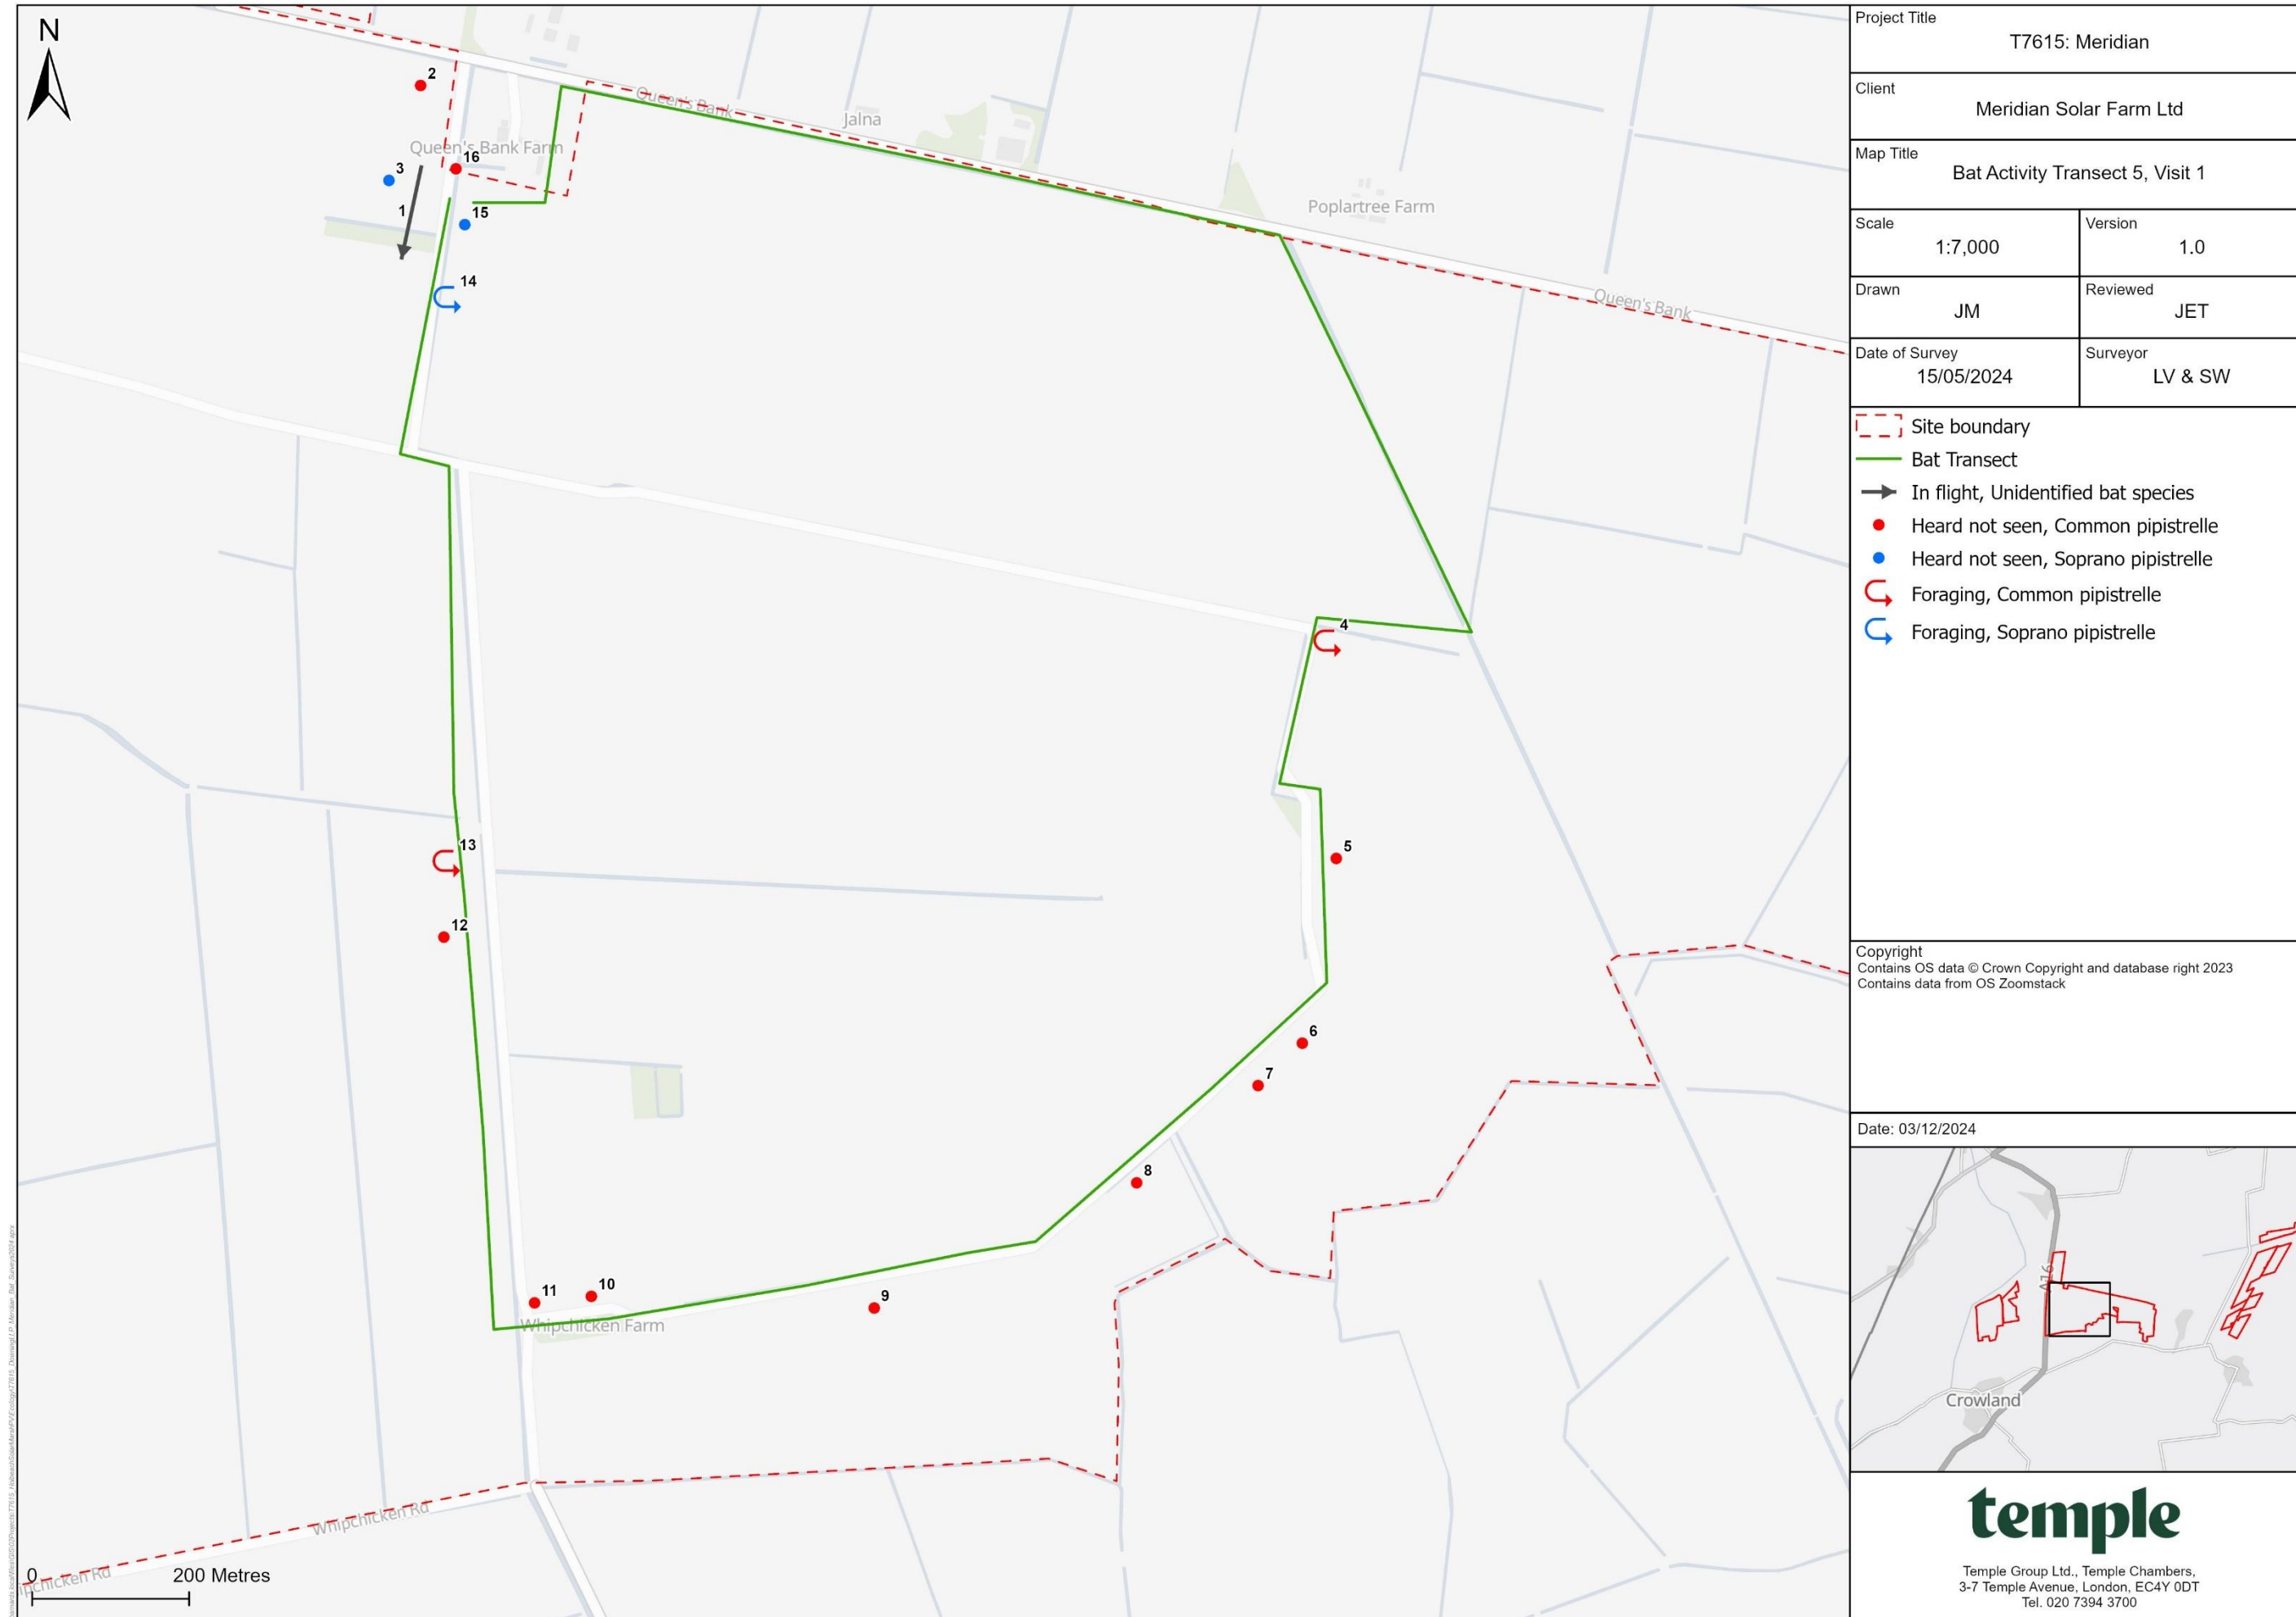 N
2
Queen's Bank
Jalna
Queen's Bank Farm
16
3
1
15
Poplartree Farm
14
Queen's Bank
4
13
5
12
6
7
8
11
10
9
Whipchicken Farm
Whipchicken Rd
0 200 Metres
Project Title
T7615: Meridian
Client
Meridian Solar Farm Ltd
Map Title
Bat Activity Transect 5, Visit 1
Scale
1:7,000
Version
1.0
Drawn
JM
Reviewed
JET
Date of Survey
15/05/2024
Surveyor
LV & SW
Site boundary
Bat Transect
In flight, Unidentified bat species
Heard not seen, Common pipistrelle
Heard not seen, Soprano pipistrelle
Foraging, Common pipistrelle
Foraging, Soprano pipistrelle
Copyright
Contains OS data © Crown Copyright and database right 2023
Contains data from OS Zoomstack
Date: 03/12/2024
A16
Crowland
temple
Temple Group Ltd., Temple Chambers,
3-7 Temple Avenue, London, EC4Y 0DT
Tel. 020 7394 3700